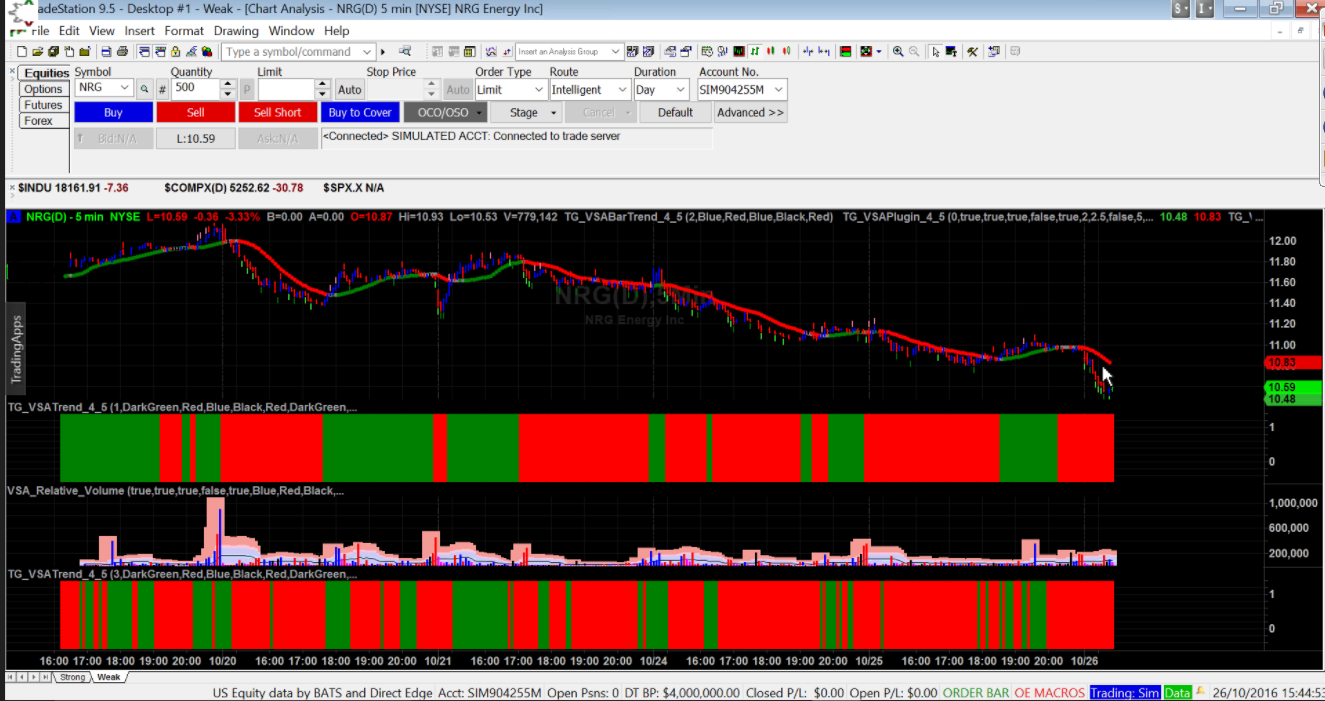 adeStation 9.5 - Desktop #1 - Weak - [Chart Analysis - NRG(D) 5 min [NYSE] NRG Energy Inc]
File Edit View Insert Format Drawing Window Help
Type a symbol/command Insert an Analysis Group
Equities Symbol Quantity Limit Stop Price Order Type Route Duration Account No.
Options NRG # 500 P Auto Auto Limit Intelligent Day SIM904255M
Futures
Forex
Buy Sell Sell Short Buy to Cover OCO/OSO Stage Cancel Default Advanced >>
Bid:N/A L:10.59 Ask:N/A <Connected> SIMULATED ACCT: Connected to trade server
$INDU 18161.91 -7.36 $COMPX(D) 5252.62 -30.78 $SPX.X N/A
NRG(D) - 5 min NYSE L=10.59 -0.36 -3.33% B=0.00 A=0.00 O=10.87 Hi=10.93 Lo=10.53 V=779,142 TG_VSABarTrend_4_5 (2,Blue,Red,Blue,Black,Red) TG_VSAPlugin_4_5 (0,true,true,true,false,true,2,2.5,false,5,... 10.48 10.83 TG_\...
12.00
11.80
11.60
11.40
11.20
11.00
10.83
10.59
10.48
NRG(D),5 Min
NRG Energy Inc
TradingApps
TG_VSATrend_4_5 (1,DarkGreen,Red,Blue,Black,Red,DarkGreen,...
1
0
VSA_Relative_Volume (true,true,true,false,true,Blue,Red,Black,...
1,000,000
600,000
200,000
TG_VSATrend_4_5 (3,DarkGreen,Red,Blue,Black,Red,DarkGreen,...
1
0
16:00 17:00 18:00 19:00 20:00 10/20 16:00 17:00 18:00 19:00 20:00 10/21 16:00 17:00 18:00 19:00 20:00 10/24 16:00 17:00 18:00 19:00 20:00 10/25 16:00 17:00 18:00 19:00 20:00 10/26
Strong Weak
US Equity data by BATS and Direct Edge Acct: SIM904255M Open Psns: 0 DT BP: $4,000,000.00 Closed P/L: $0.00 Open P/L: $0.00 ORDER BAR OE MACROS Trading: Sim Data 26/10/2016 15:44:53